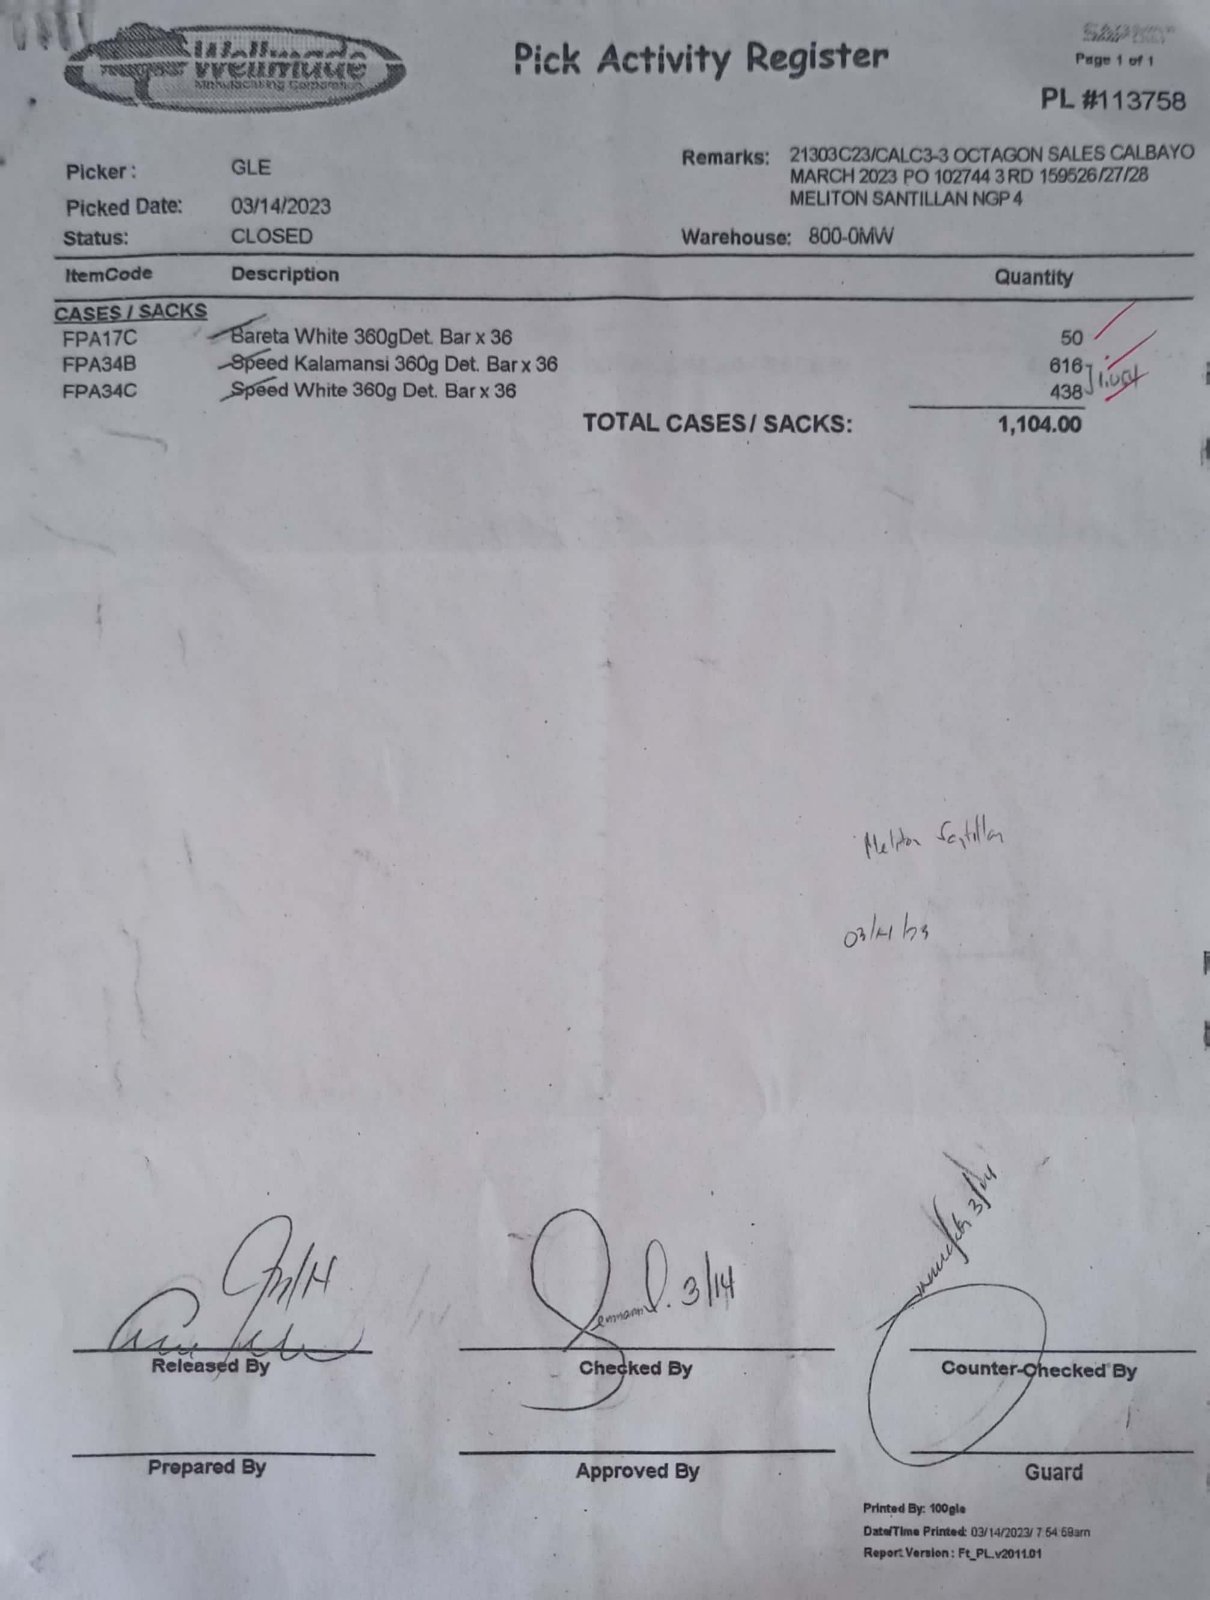 Wellmade
Manufacturing Corporation
Pick Activity Register
Page 1 of 1
PL #113758
Picker : GLE
Remarks: 21303C23/CALC3-3 OCTAGON SALES CALBAYO
MARCH 2023 PO 102744 3 RD 159526/27/28
MELITON SANTILLAN NGP 4
Picked Date: 03/14/2023
Status: CLOSED
Warehouse: 800-0MW
ItemCode Description Quantity
CASES / SACKS
FPA17C Bareta White 360gDet. Bar x 36 50
FPA34B Speed Kalamansi 360g Det. Bar x 36 616
FPA34C Speed White 360g Det. Bar x 36 438
1,054
TOTAL CASES / SACKS: 1,104.00
Meliton Santillan
03/14/23
3/14
3/14
3/14
Released By Checked By Counter-Checked By
Prepared By Approved By Guard
Printed By: 100gle
Date/Time Printed: 03/14/2023/ 7:54:59am
Report Version : Ft_PL.v2011.01